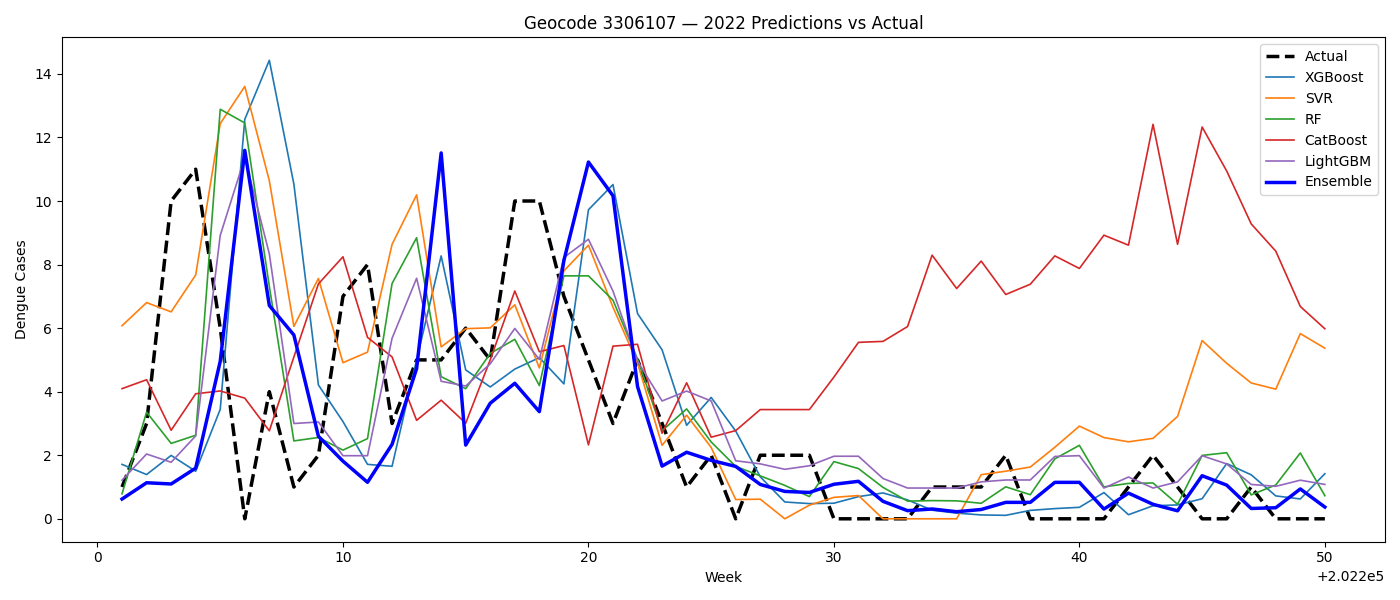 Geocode 3306107 — 2022 Predictions vs Actual
Dengue Cases
14
12
10
8
6
4
2
0
Actual
XGBoost
SVR
RF
CatBoost
LightGBM
Ensemble
0 10 20 30 40 50
Week
+2.022e5